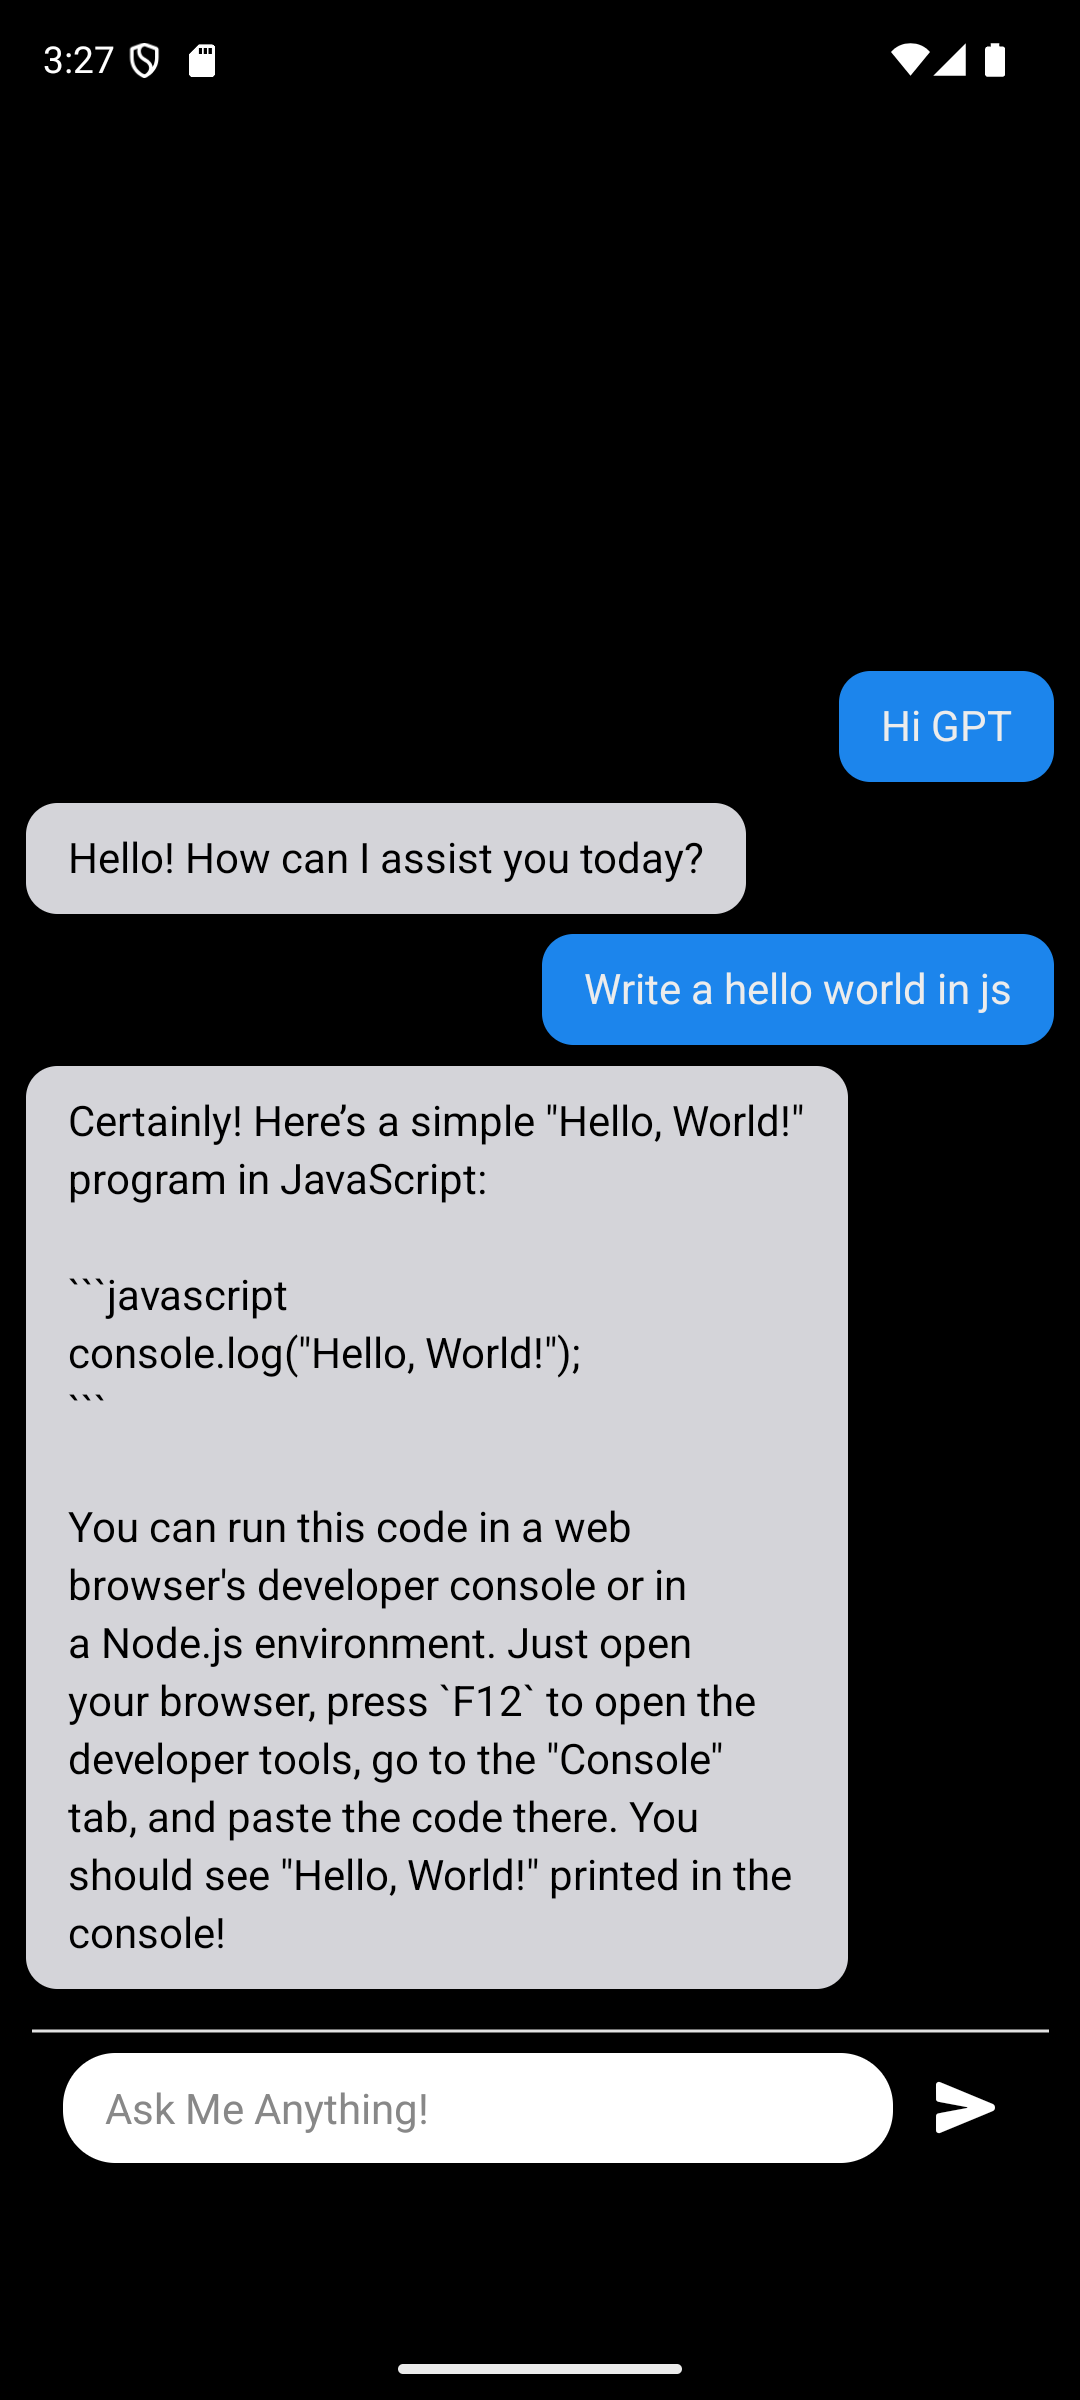 3:27
Hi GPT
Hello! How can I assist you today?
Write a hello world in js
Certainly! Here’s a simple "Hello, World!"
program in JavaScript:
```javascript
console.log("Hello, World!");
```
You can run this code in a web
browser's developer console or in
a Node.js environment. Just open
your browser, press `F12` to open the
developer tools, go to the "Console"
tab, and paste the code there. You
should see "Hello, World!" printed in the
console!
Ask Me Anything!